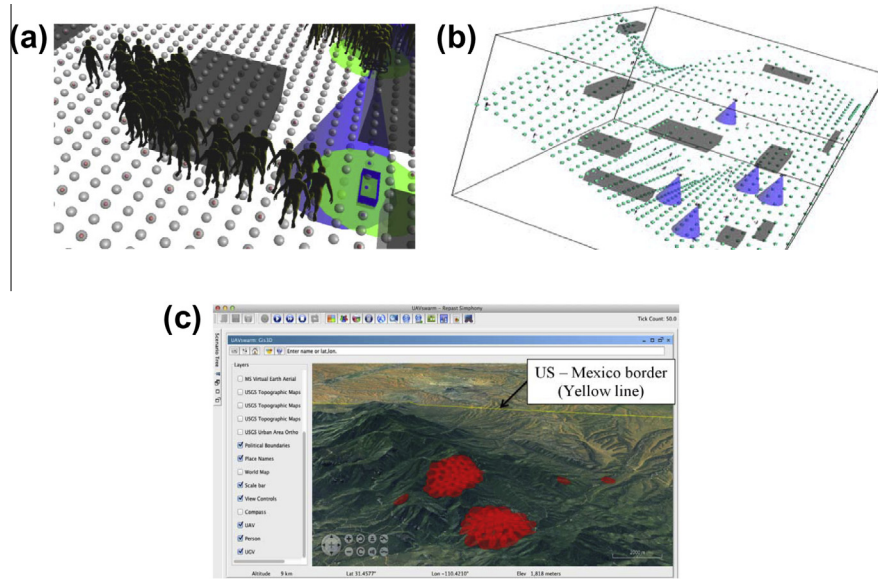 (a)
(b)
(c)
UAVswarm - Repast Simphony
Tick Count: 50.0
Scenario Tree
UAVswarm: Gis3D
Enter name or lat,lon.
Layers
MS Virtual Earth Aerial
USGS Topographic Maps
USGS Topographic Maps
USGS Topographic Maps
USGS Urban Area Ortho
Political Boundaries
Place Names
World Map
Scale bar
View Controls
Compass
UAV
Person
UGV
US – Mexico border
(Yellow line)
Altitude 9 km Lat 31.4577° Lon -110.4210° Elev 1,818 meters